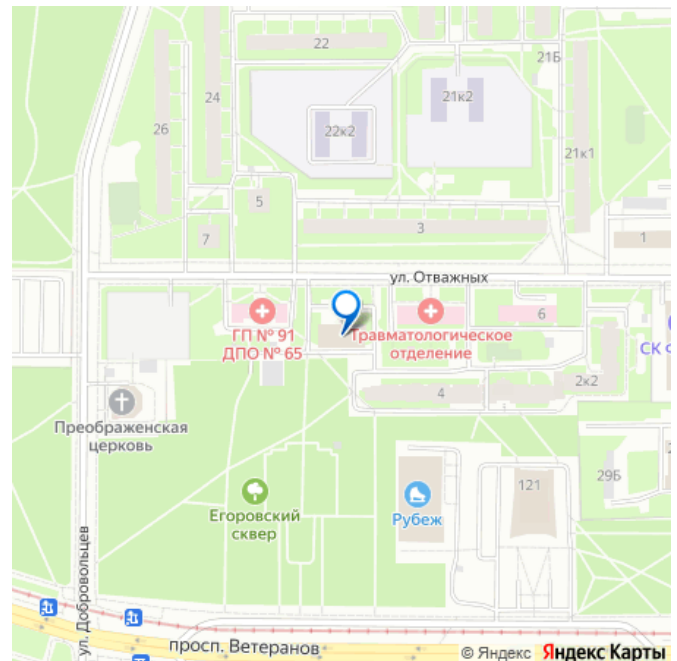 22
21Б
24
21к2
26
22к2
21к1
5
3
7
1
ул. Отважных
ГП № 91
ДПО № 65
Травматологическое
отделение
6
СК
2к2
4
Преображенская
церковь
29Б
121
Рубеж
Егоровский
сквер
ул. Добровольцев
просп. Ветеранов
© Яндекс Яндекс Карты